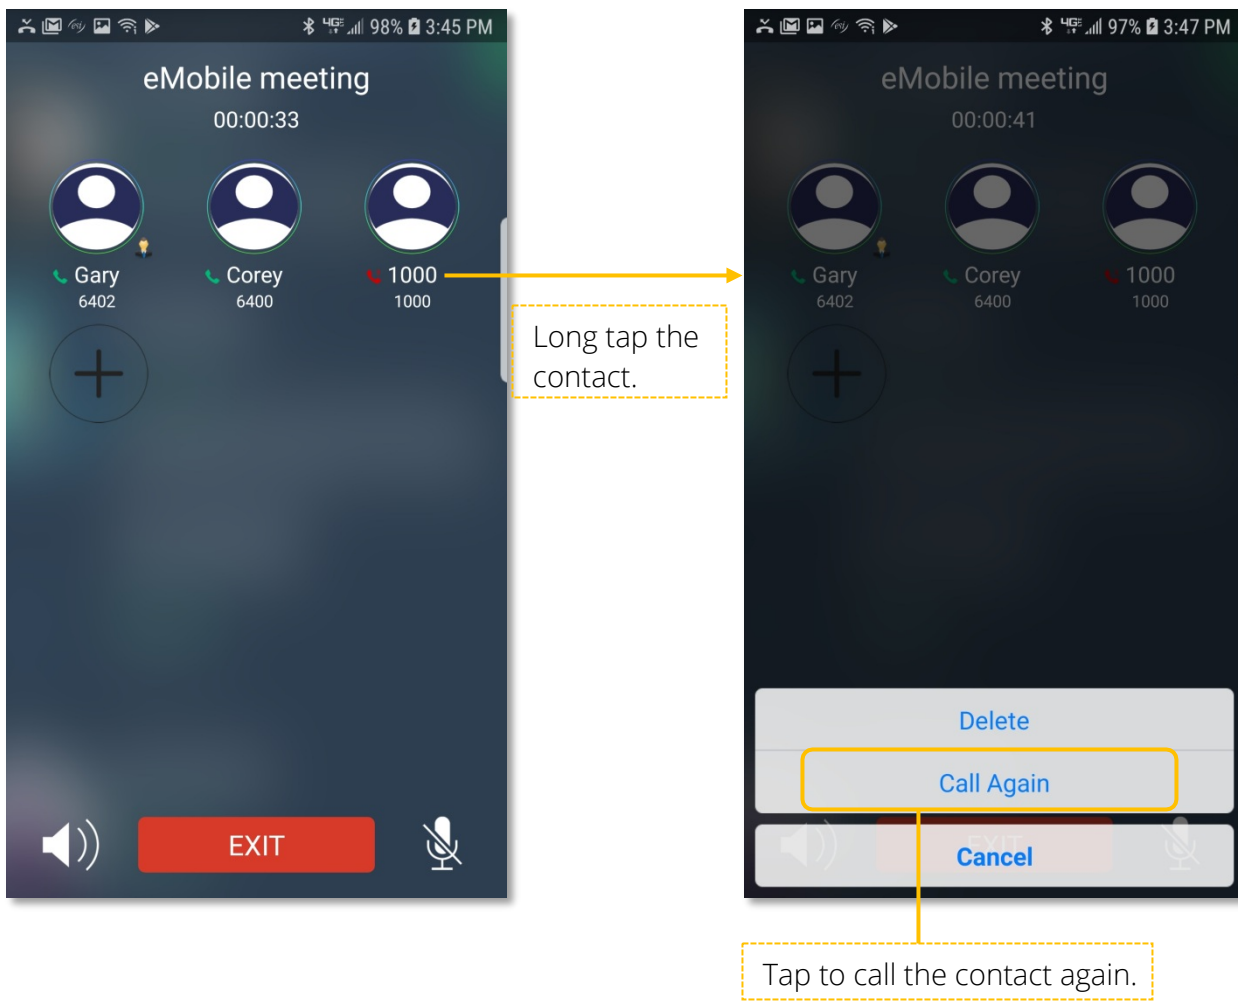 98% 3:45 PM
eMobile meeting
00:00:33
Gary
Corey
1000
6402
6400
1000
EXIT
Long tap the
contact.
97% 3:47 PM
eMobile meeting
00:00:41
Gary
Corey
1000
6402
6400
1000
Delete
Call Again
EXIT
Cancel
Tap to call the contact again.